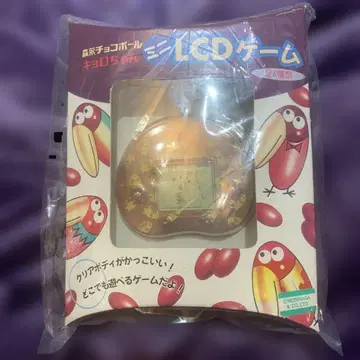 森永チョコボール
キョロちゃん
ミニ
LCDゲーム
クリアボディがかっこいい!
どこでも遊べるゲームだよ!